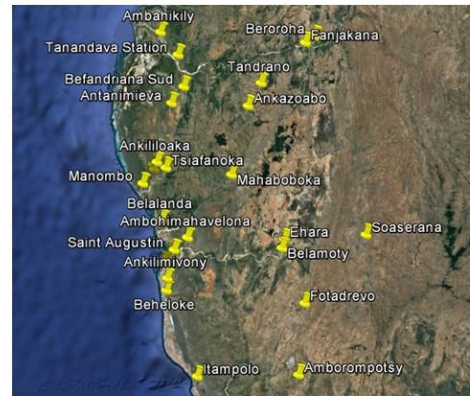 Ambahikily
Beroroha
Fanjakana
Tanandava Station
Befandriana Sud
Tandrano
Antanimieva
Ankazoabo
Ankililoaka
Tsiafanoka
Manombo
Mahaboboka
Belalanda
Ambohimahavelona
Ehara
Soaserana
Saint Augustin
Belamoty
Ankilimivony
Beheloke
Fotadrevo
Itampolo
Amborompotsy